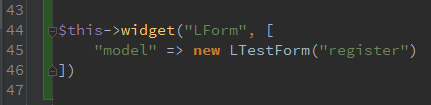 43
44 $this->widget("LForm", [
45     "model" => new LTestForm("register")
46 ])
47